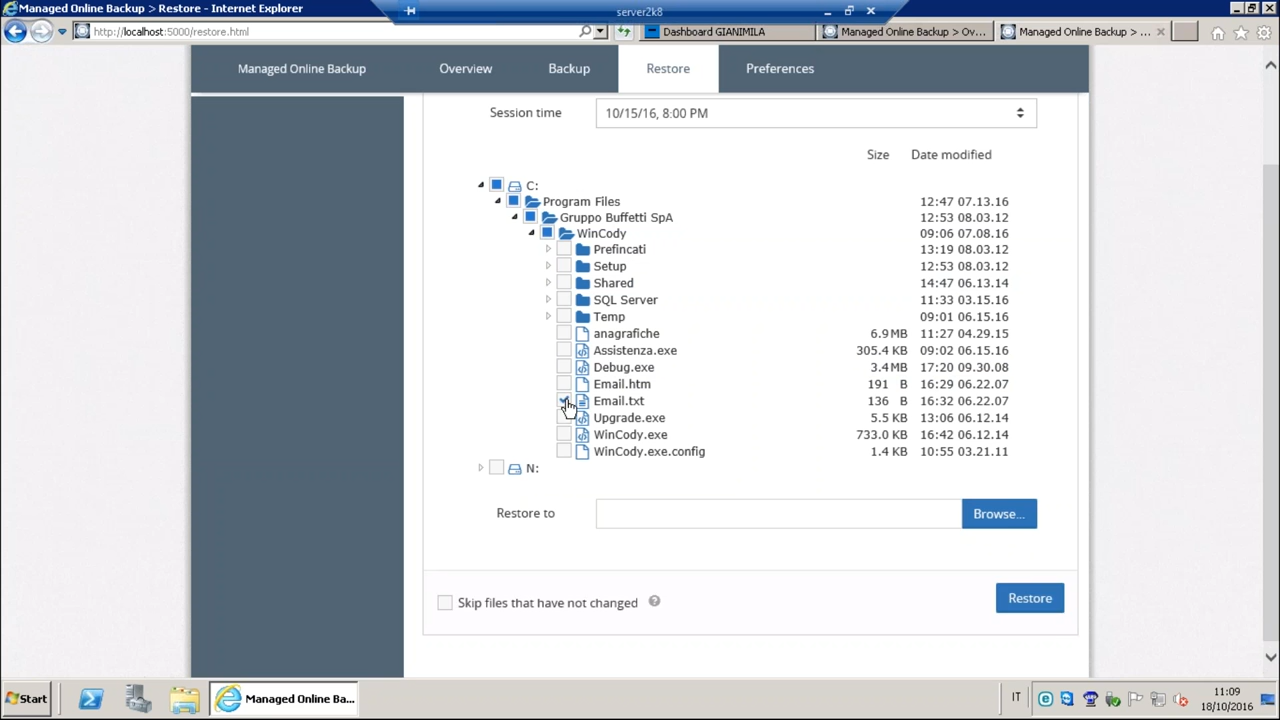 Managed Online Backup > Restore - Internet Explorer
server2k8
http://localhost:5000/restore.html
Dashboard GIANIMILA
Managed Online Backup > Ov...
Managed Online Backup > ...
Managed Online Backup
Overview
Backup
Restore
Preferences
Session time
10/15/16, 8:00 PM
Size Date modified
C:
Program Files 12:47 07.13.16
Gruppo Buffetti SpA 12:53 08.03.12
WinCody 09:06 07.08.16
Prefincati 13:19 08.03.12
Setup 12:53 08.03.12
Shared 14:47 06.13.14
SQL Server 11:33 03.15.16
Temp 09:01 06.15.16
anagrafiche 6.9 MB 11:27 04.29.15
Assistenza.exe 305.4 KB 09:02 06.15.16
Debug.exe 3.4 MB 17:20 09.30.08
Email.htm 191 B 16:29 06.22.07
Email.txt 136 B 16:32 06.22.07
Upgrade.exe 5.5 KB 13:06 06.12.14
WinCody.exe 733.0 KB 16:42 06.12.14
WinCody.exe.config 1.4 KB 10:55 03.21.11
N:
Restore to
Browse...
Skip files that have not changed ?
Restore
Start
Managed Online Ba...
IT
11:09
18/10/2016